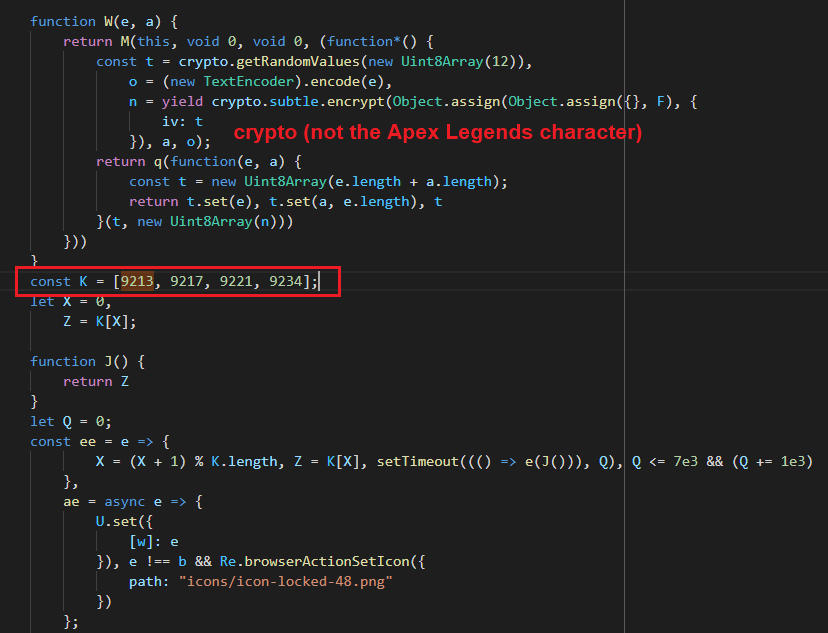 function W(e, a) {
return M(this, void 0, void 0, (function*() {
const t = crypto.getRandomValues(new Uint8Array(12)),
o = (new TextEncoder).encode(e),
n = yield crypto.subtle.encrypt(Object.assign(Object.assign({}, F), {
iv: t
}), a, o);
crypto (not the Apex Legends character)
return q(function(e, a) {
const t = new Uint8Array(e.length + a.length);
return t.set(e), t.set(a, e.length), t
}(t, new Uint8Array(n)))
}))
}
const K = [9213, 9217, 9221, 9234];
let X = 0,
Z = K[X];
function J() {
return Z
}
let Q = 0;
const ee = e => {
X = (X + 1) % K.length, Z = K[X], setTimeout((() => e(J())), Q), Q <= 7e3 && (Q += 1e3)
},
ae = async e => {
U.set({
[w]: e
}), e !== b && Re.browserActionSetIcon({
path: "icons/icon-locked-48.png"
})
};